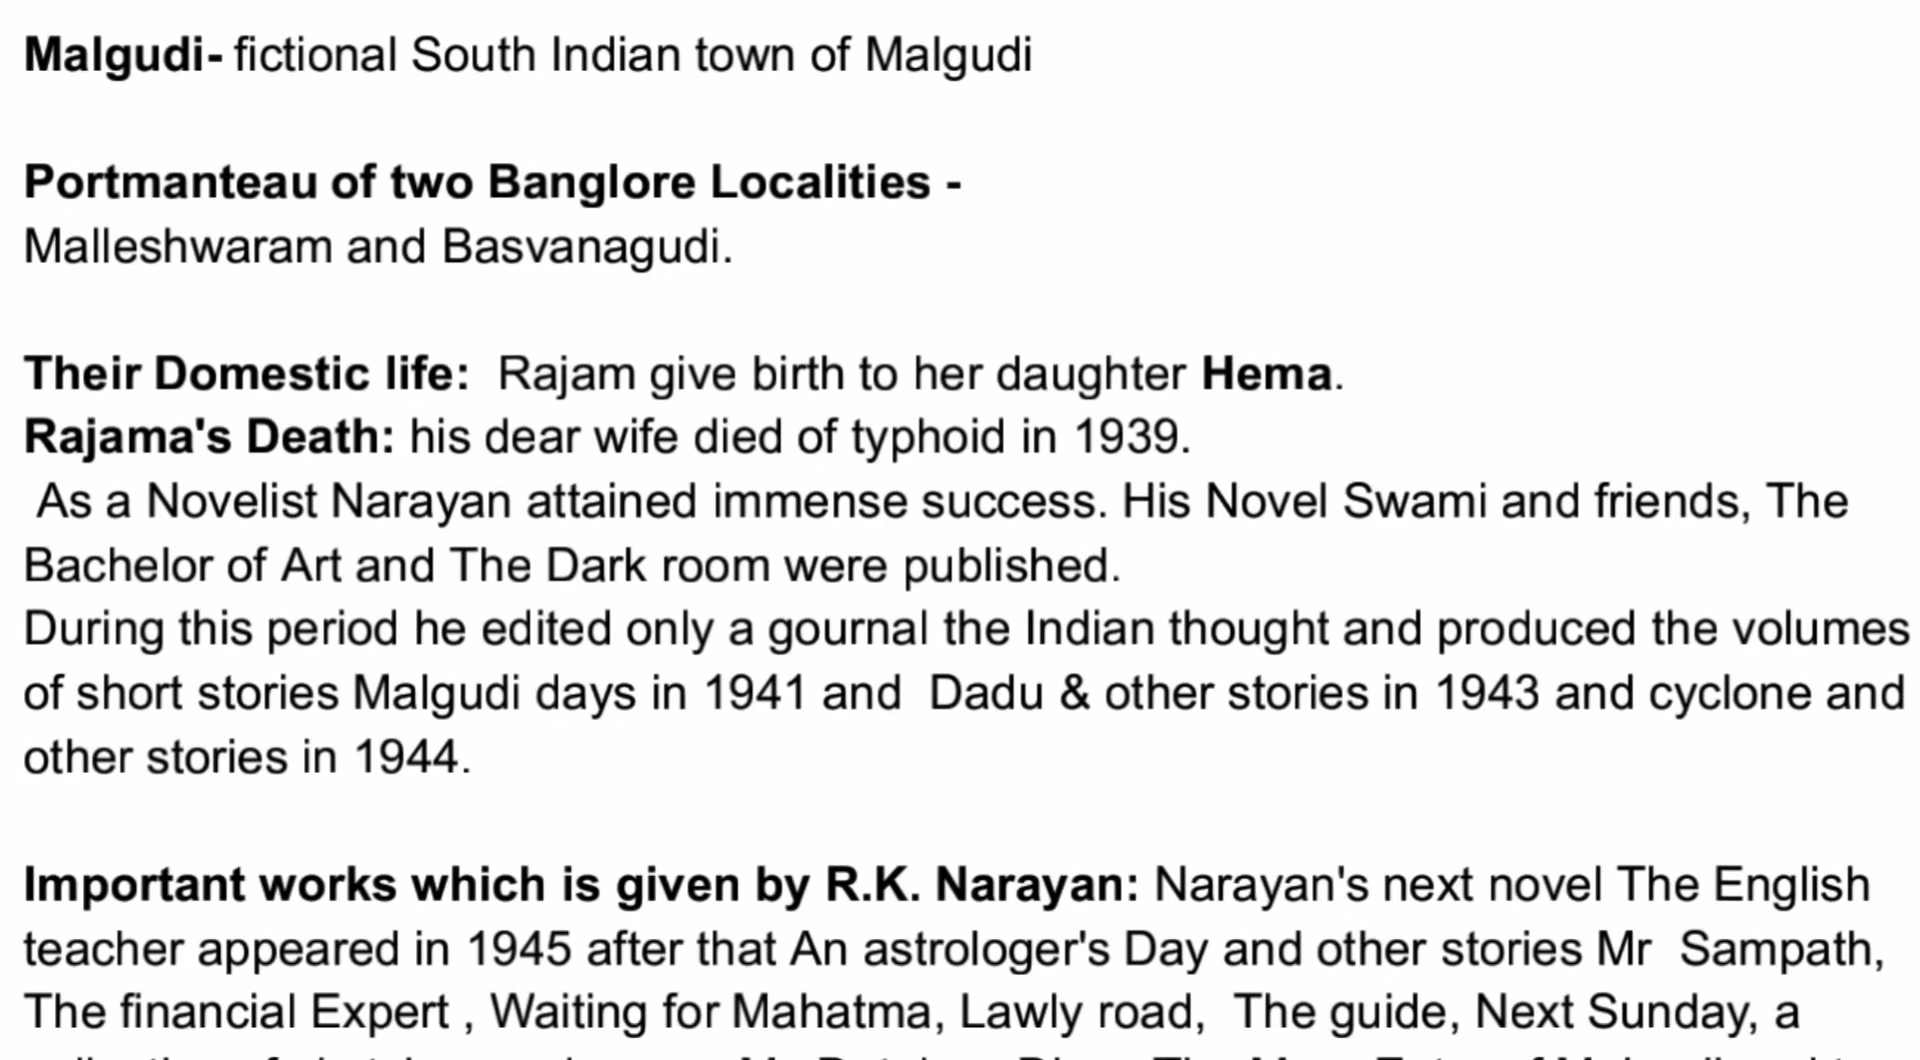 Malgudi- fictional South Indian town of Malgudi
Portmanteau of two Banglore Localities -
Malleshwaram and Basvanagudi.
Their Domestic life: Rajam give birth to her daughter Hema.
Rajama's Death: his dear wife died of typhoid in 1939.
As a Novelist Narayan attained immense success. His Novel Swami and friends, The
Bachelor of Art and The Dark room were published.
During this period he edited only a gournal the Indian thought and produced the volumes
of short stories Malgudi days in 1941 and Dadu & other stories in 1943 and cyclone and
other stories in 1944.
Important works which is given by R.K. Narayan: Narayan's next novel The English
teacher appeared in 1945 after that An astrologer's Day and other stories Mr Sampath,
The financial Expert , Waiting for Mahatma, Lawly road, The guide, Next Sunday, a